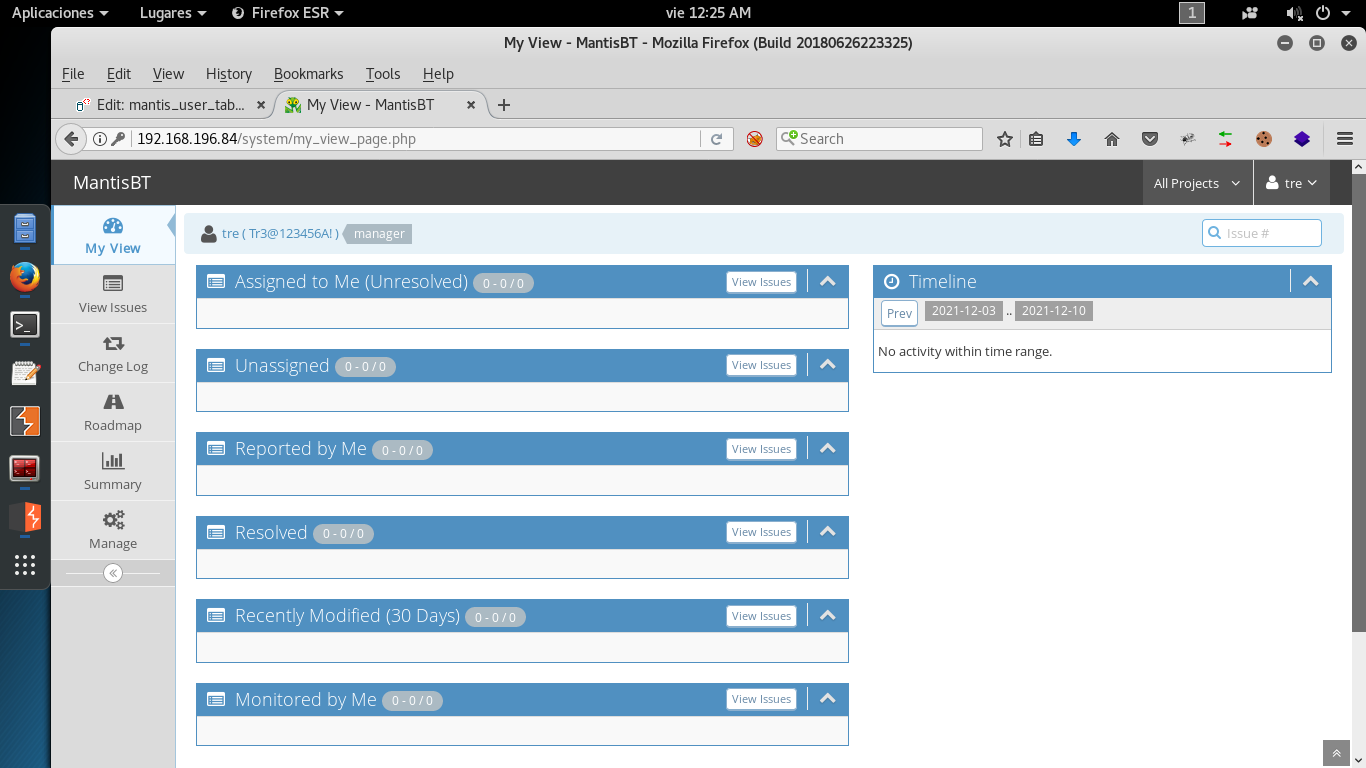 Aplicaciones Lugares Firefox ESR vie 12:25 AM 1
My View - MantisBT - Mozilla Firefox (Build 20180626223325)
File Edit View History Bookmarks Tools Help
Edit: mantis_user_tab... My View - MantisBT
192.168.196.84/system/my_view_page.php Search
MantisBT All Projects tre
My View
View Issues
Change Log
Roadmap
Summary
Manage
tre ( Tr3@123456A! ) manager Issue #
Assigned to Me (Unresolved) 0 - 0 / 0 View Issues
Unassigned 0 - 0 / 0 View Issues
Reported by Me 0 - 0 / 0 View Issues
Resolved 0 - 0 / 0 View Issues
Recently Modified (30 Days) 0 - 0 / 0 View Issues
Monitored by Me 0 - 0 / 0 View Issues
Timeline
Prev 2021-12-03 .. 2021-12-10
No activity within time range.